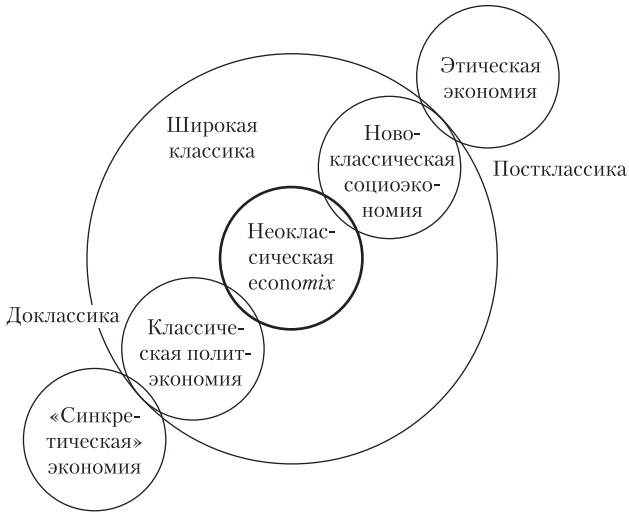 Этическая
экономия
Широкая
классика
Ново-
классическая
социоэко-
номия
Постклассика
Неоклас-
сическая
economix
Доклассика
Классиче-
ская полит-
экономия
«Синкре-
тическая»
экономия